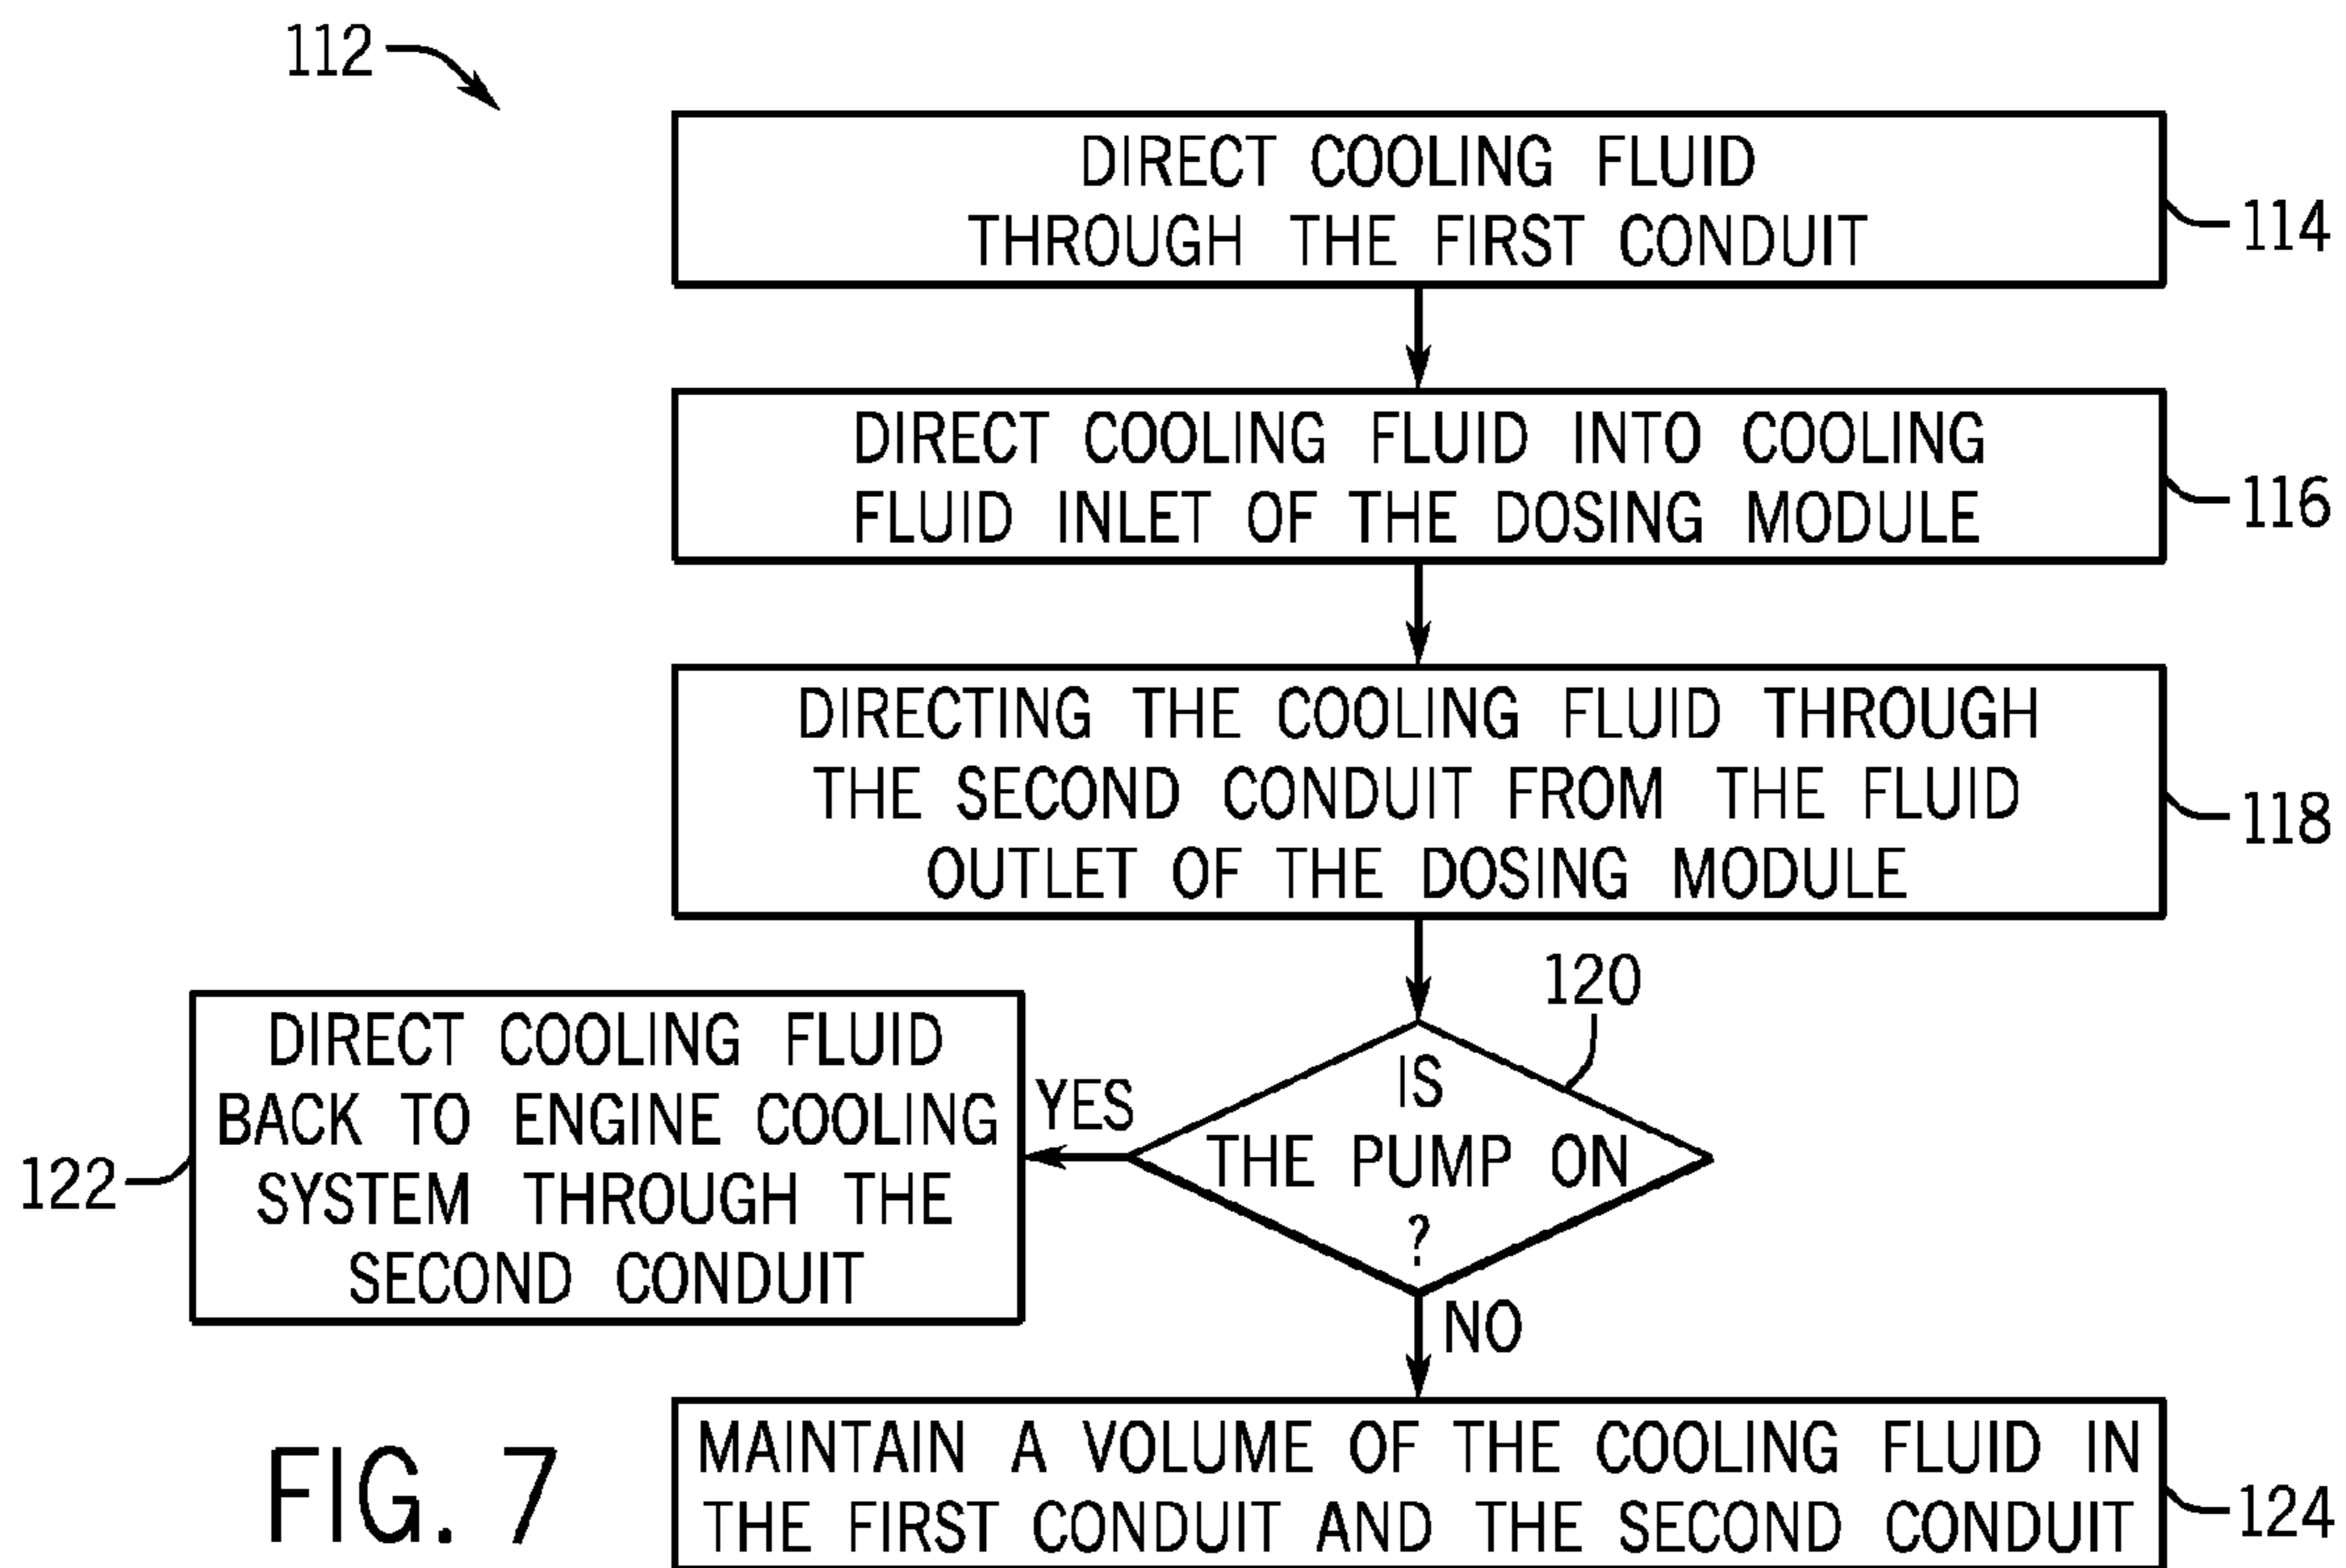 112
DIRECT COOLING FLUID
THROUGH THE FIRST CONDUIT
114
DIRECT COOLING FLUID INTO COOLING
FLUID INLET OF THE DOSING MODULE
116
DIRECTING THE COOLING FLUID THROUGH
THE SECOND CONDUIT FROM THE FLUID
OUTLET OF THE DOSING MODULE
118
120
IS
THE PUMP ON
?
YES
DIRECT COOLING FLUID
BACK TO ENGINE COOLING
SYSTEM THROUGH THE
SECOND CONDUIT
122
NO
MAINTAIN A VOLUME OF THE COOLING FLUID IN
THE FIRST CONDUIT AND THE SECOND CONDUIT
124
FIG. 7